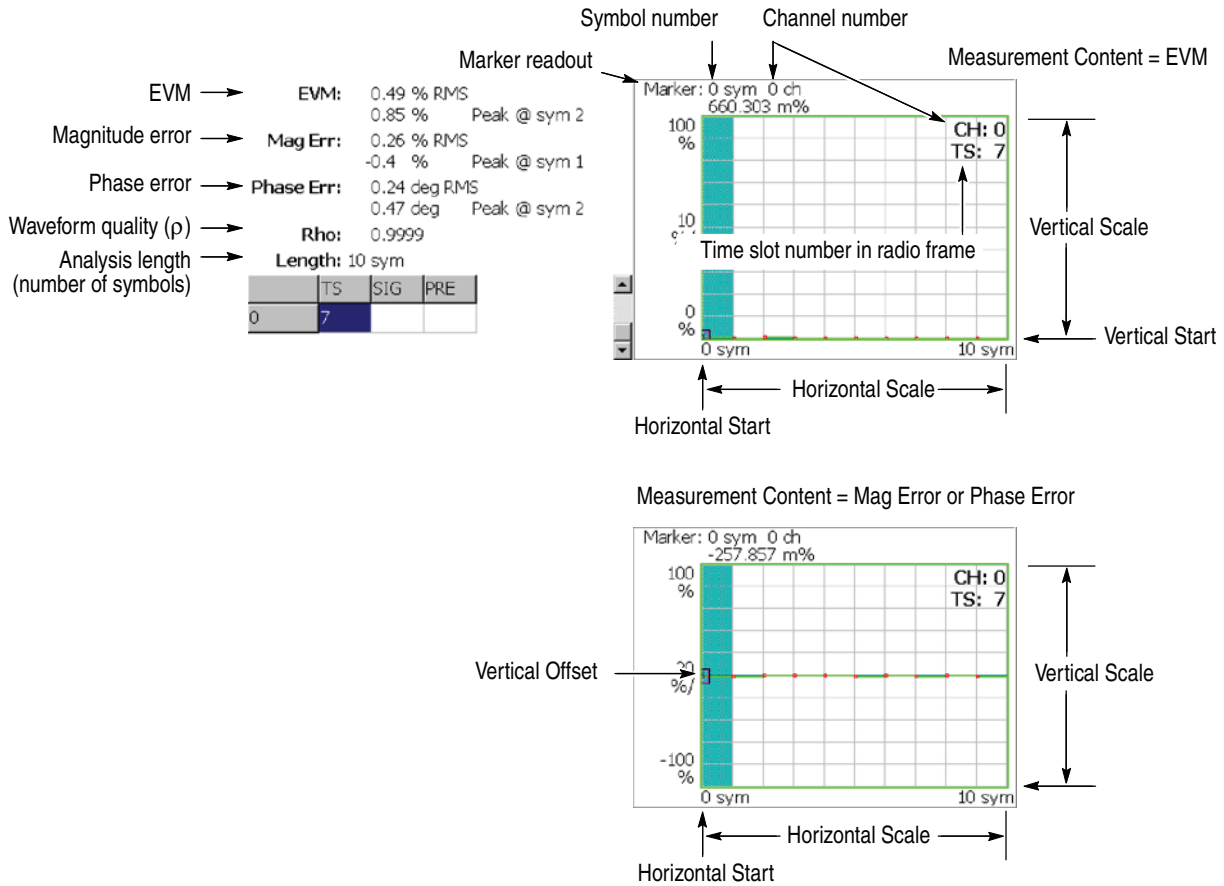 Symbol number
Channel number
Marker readout
Measurement Content = EVM
EVM
Magnitude error
Phase error
Waveform quality (ρ)
Analysis length
(number of symbols)
EVM: 0.49 % RMS
0.85 % Peak @ sym 2
Mag Err: 0.26 % RMS
-0.4 % Peak @ sym 1
Phase Err: 0.24 deg RMS
0.47 deg Peak @ sym 2
Rho: 0.9999
Length: 10 sym
TS SIG PRE
0 7
Marker: 0 sym 0 ch
660.303 m%
100
%
CH: 0
TS: 7
10
Time slot number in radio frame
0
%
0 sym 10 sym
Vertical Scale
Vertical Start
Horizontal Scale
Horizontal Start
Measurement Content = Mag Error or Phase Error
Marker: 0 sym 0 ch
-257.857 m%
100
%
CH: 0
TS: 7
Vertical Offset
20
%/
Vertical Scale
-100
%
0 sym 10 sym
Horizontal Scale
Horizontal Start